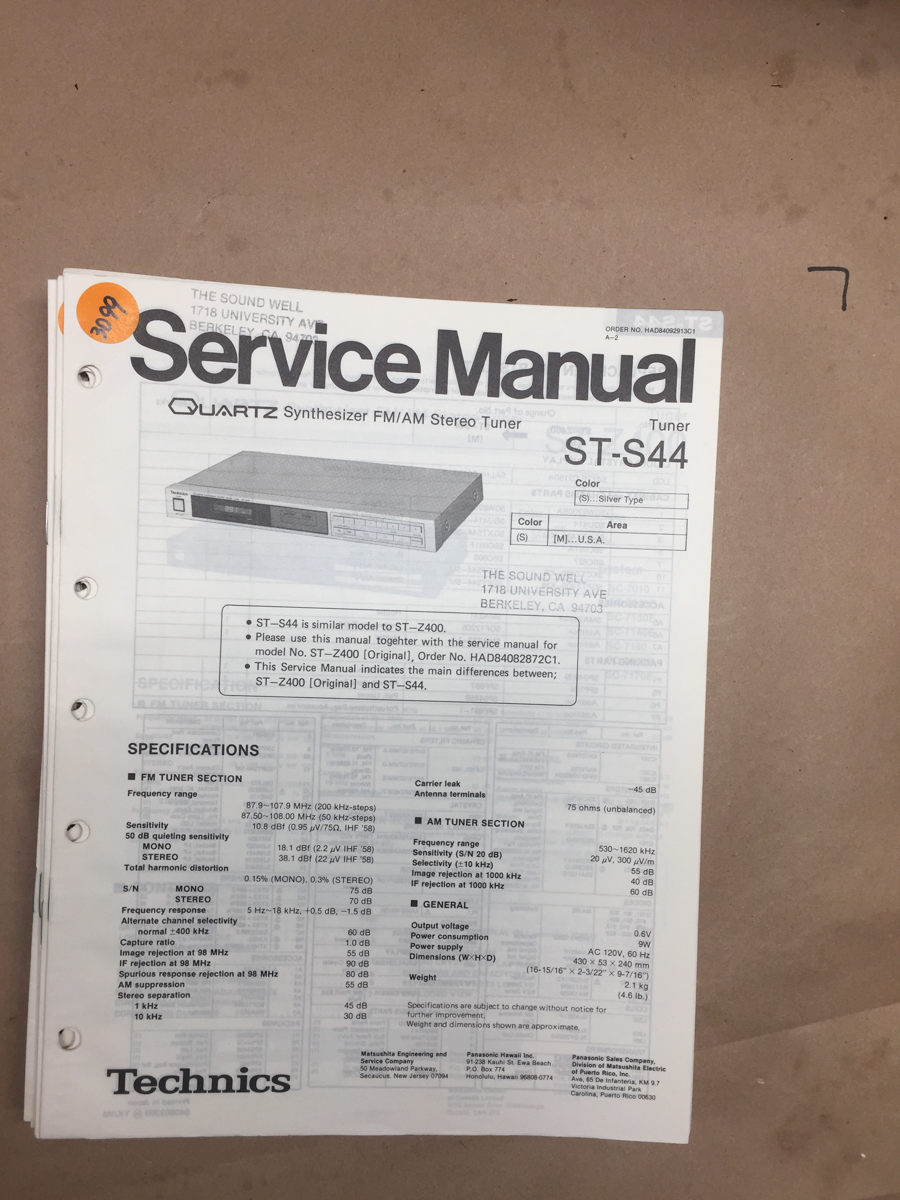 3099
THE SOUND WELL
1718 UNIVERSITY AVE
BERKELEY, CA 94703
ST-S44
ORDER NO. HAD84092913C1
A-2
Service Manual
QUARTZ Synthesizer FM/AM Stereo Tuner
Tuner
ST-S44
Color
(S)...Silver Type
Color Area
(S) [M]...U.S.A.
Technics
THE SOUND WELL
1718 UNIVERSITY AVE
BERKELEY, CA 94703
• ST-S44 is similar model to ST-Z400.
• Please use this manual togehter with the service manual for
model No. ST-Z400 [Original], Order No. HAD84082872C1.
• This Service Manual indicates the main differences between;
ST-Z400 [Original] and ST-S44.
SPECIFICATIONS
■ FM TUNER SECTION
Frequency range
87.9~107.9 MHz (200 kHz-steps)
87.50~108.00 MHz (50 kHz-steps)
Sensitivity 10.8 dBf (0.95 μV/75Ω, IHF '58)
50 dB quieting sensitivity
MONO 18.1 dBf (2.2 μV IHF '58)
STEREO 38.1 dBf (22 μV IHF '58)
Total harmonic distortion
0.15% (MONO), 0.3% (STEREO)
S/N MONO 75 dB
STEREO 70 dB
Frequency response 5 Hz~18 kHz, +0.5 dB, -1.5 dB
Alternate channel selectivity
normal ±400 kHz 60 dB
Capture ratio 1.0 dB
Image rejection at 98 MHz 55 dB
IF rejection at 98 MHz 90 dB
Spurious response rejection at 98 MHz 80 dB
AM suppression 55 dB
Stereo separation
1 kHz 45 dB
10 kHz 30 dB
Carrier leak -45 dB
Antenna terminals 75 ohms (unbalanced)
■ AM TUNER SECTION
Frequency range 530~1620 kHz
Sensitivity (S/N 20 dB) 20 μV, 300 μV/m
Selectivity (±10 kHz) 55 dB
Image rejection at 1000 kHz 40 dB
IF rejection at 1000 kHz 60 dB
■ GENERAL
Output voltage 0.6V
Power consumption 9W
Power supply AC 120V, 60 Hz
Dimensions (W×H×D) 430 × 53 × 240 mm
(16-15/16" × 2-3/22" × 9-7/16")
Weight 2.1 kg
(4.6 lb.)
Specifications are subject to change without notice for
further improvement.
Weight and dimensions shown are approximate.
Technics
Matsushita Engineering and
Service Company
50 Meadowland Parkway,
Secaucus, New Jersey 07094
Panasonic Hawaii Inc.
91-238 Kauhi St. Ewa Beach
P.O. Box 774
Honolulu, Hawaii 96808-0774
Panasonic Sales Company,
Division of Matsushita Electric
of Puerto Rico, Inc.
Ave. 65 De Infanteria, KM 9.7
Victoria Industrial Park
Carolina, Puerto Rico 00630